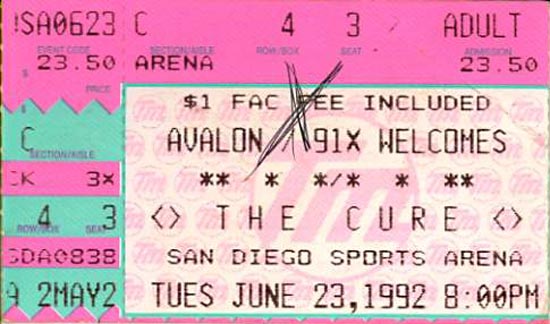 JSA0623 C 4 3 ADULT
EVENT CODE SECTION/AISLE ROW/BOX SEAT ADMISSION
$ 23.50 ARENA 23.50
PRICE
$1 FAC FEE INCLUDED
C AVALON / 91X WELCOMES
SECTION/AISLE
CK 3X ** * */* * **
4 3 <> THE CURE <>
ROW/BOX SEAT
SDA0838 SAN DIEGO SPORTS ARENA
A 2MAY2 TUES JUNE 23,1992 8:00PM